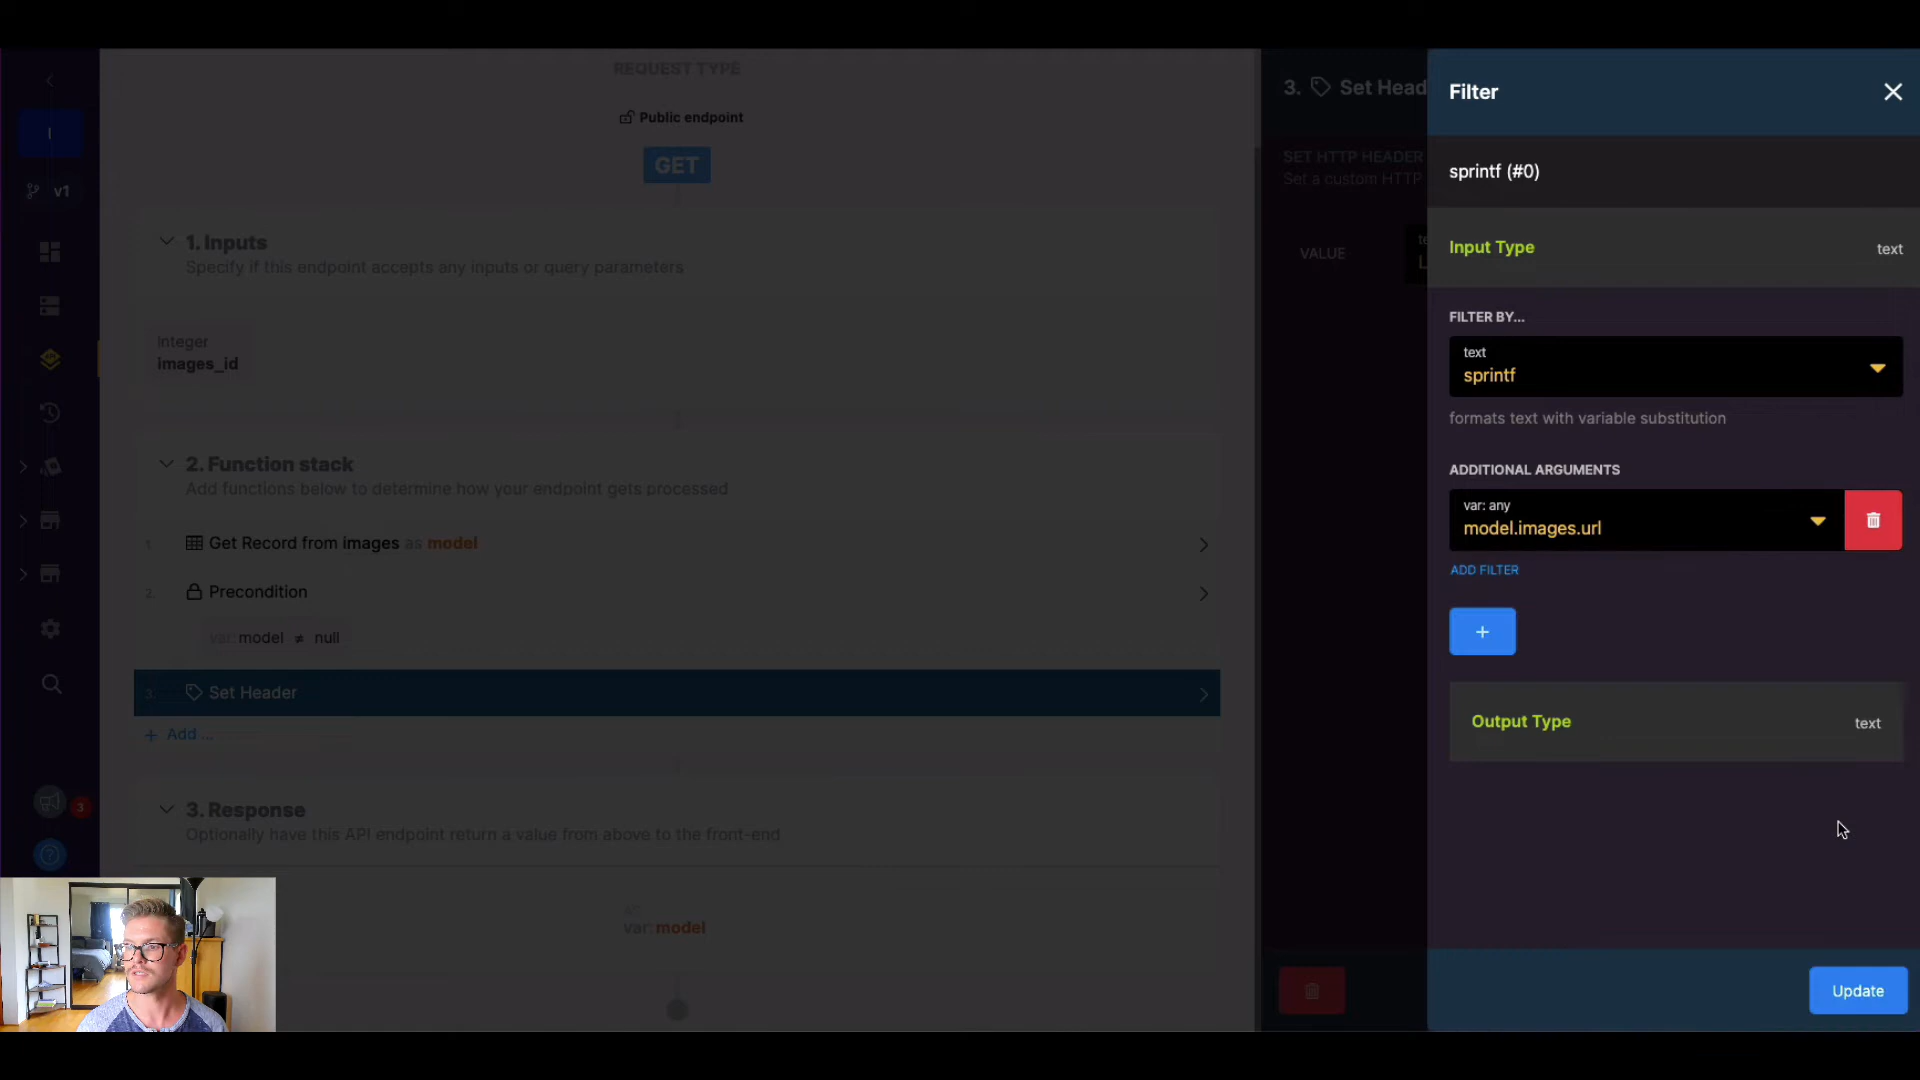 REQUEST TYPE
Public endpoint
GET
v1
1. Inputs
Specify if this endpoint accepts any inputs or query parameters
integer
images_id
2. Function stack
Add functions below to determine how your endpoint gets processed
1. Get Record from images as model
2. Precondition
var: model ≠ null
3. Set Header
+ Add ...
3. Response
Optionally have this API endpoint return a value from above to the front-end
var: model
3
3. Set Head
SET HTTP HEADER
Set a custom HTTP
VALUE
Filter
sprintf (#0)
Input Type text
FILTER BY...
text
sprintf
formats text with variable substitution
ADDITIONAL ARGUMENTS
var: any
model.images.url
ADD FILTER
+
Output Type text
Update